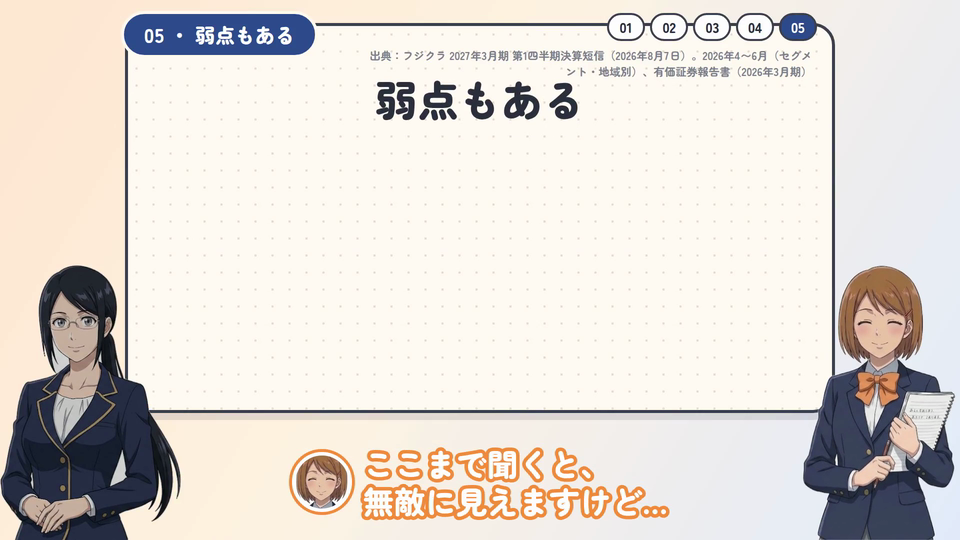 05 ・ 弱点もある
01 02 03 04 05
出典：フジクラ 2027年3月期 第1四半期決算短信（2026年8月7日）。2026年4〜6月（セグメ
ント・地域別）、有価証券報告書（2026年3月期）
弱点もある
ここまで聞くと、
無敵に見えますけど…